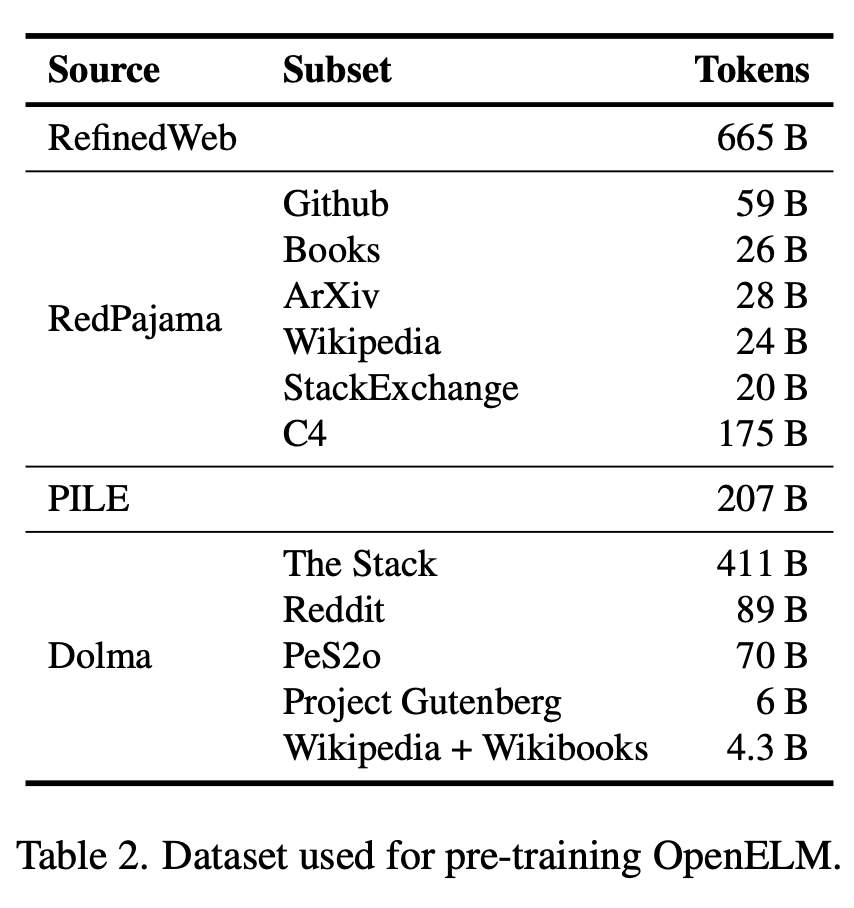 Source Subset Tokens
RefinedWeb 665 B
Github 59 B
Books 26 B
ArXiv 28 B
RedPajama
Wikipedia 24 B
StackExchange 20 B
C4 175 B
PILE 207 B
The Stack 411 B
Reddit 89 B
Dolma PeS2o 70 B
Project Gutenberg 6 B
Wikipedia + Wikibooks 4.3 B
Table 2. Dataset used for pre-training OpenELM.